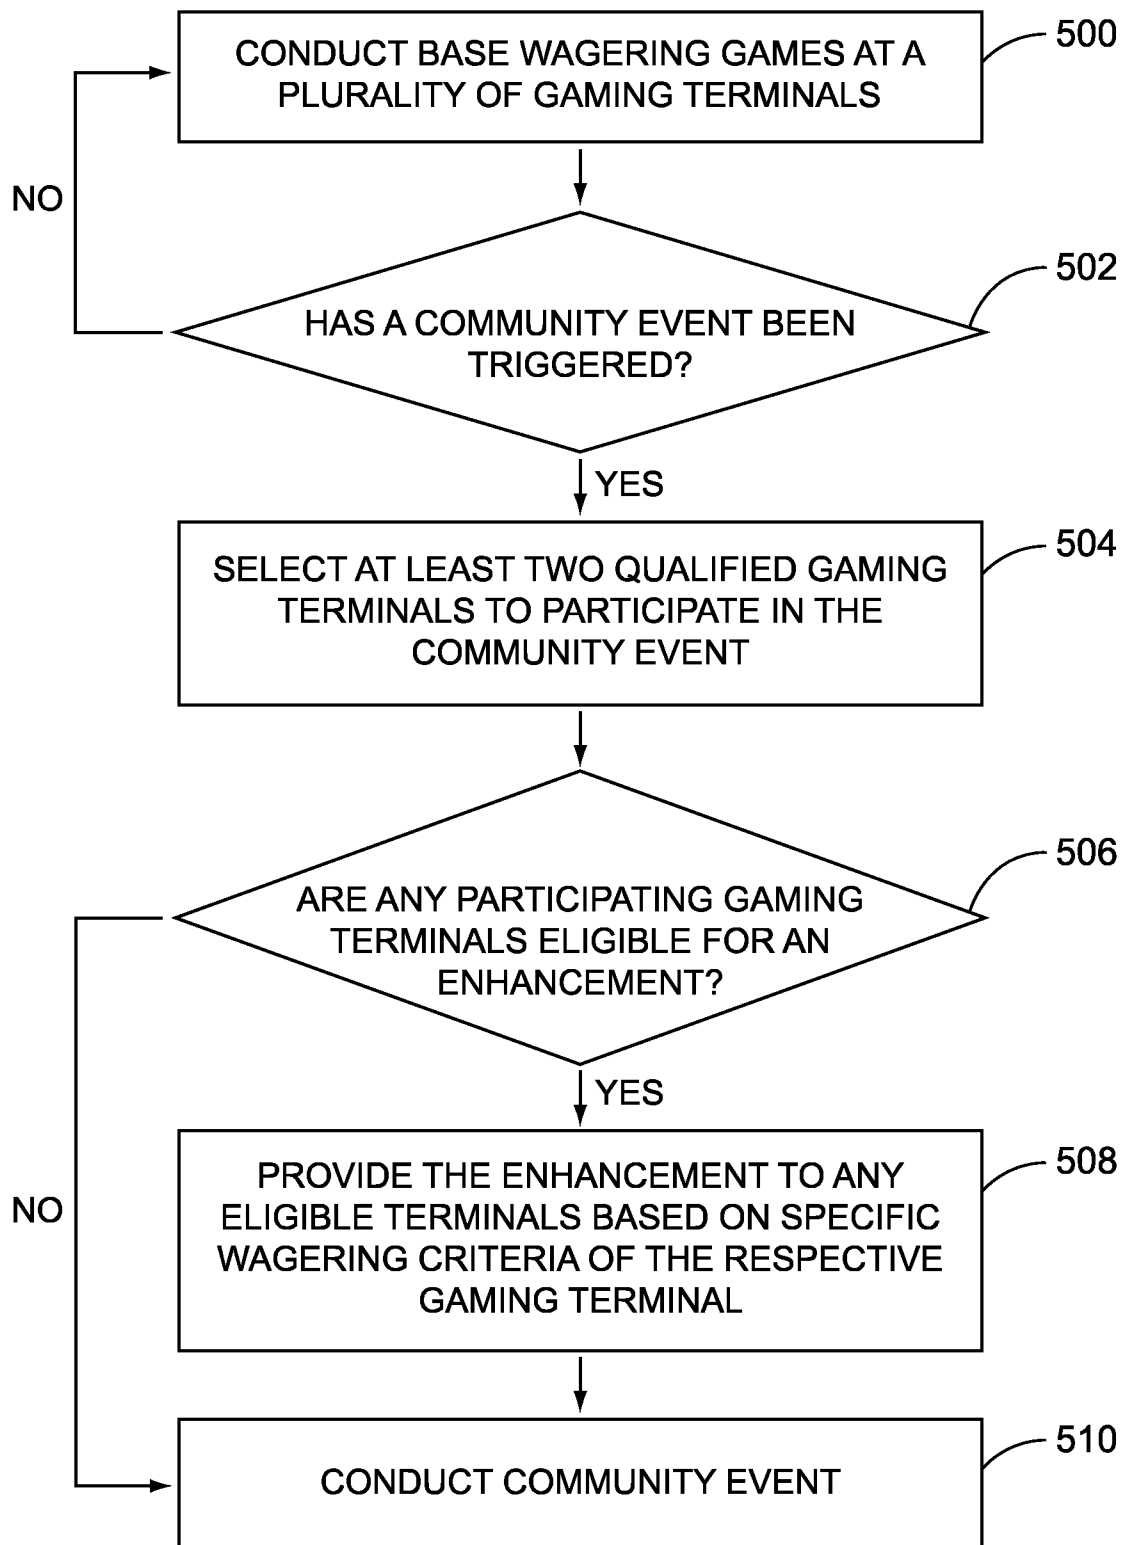 CONDUCT BASE WAGERING GAMES AT A
PLURALITY OF GAMING TERMINALS
500
NO
502
HAS A COMMUNITY EVENT BEEN
TRIGGERED?
YES
504
SELECT AT LEAST TWO QUALIFIED GAMING
TERMINALS TO PARTICIPATE IN THE
COMMUNITY EVENT
506
ARE ANY PARTICIPATING GAMING
TERMINALS ELIGIBLE FOR AN
ENHANCEMENT?
YES
508
PROVIDE THE ENHANCEMENT TO ANY
ELIGIBLE TERMINALS BASED ON SPECIFIC
WAGERING CRITERIA OF THE RESPECTIVE
GAMING TERMINAL
NO
510
CONDUCT COMMUNITY EVENT